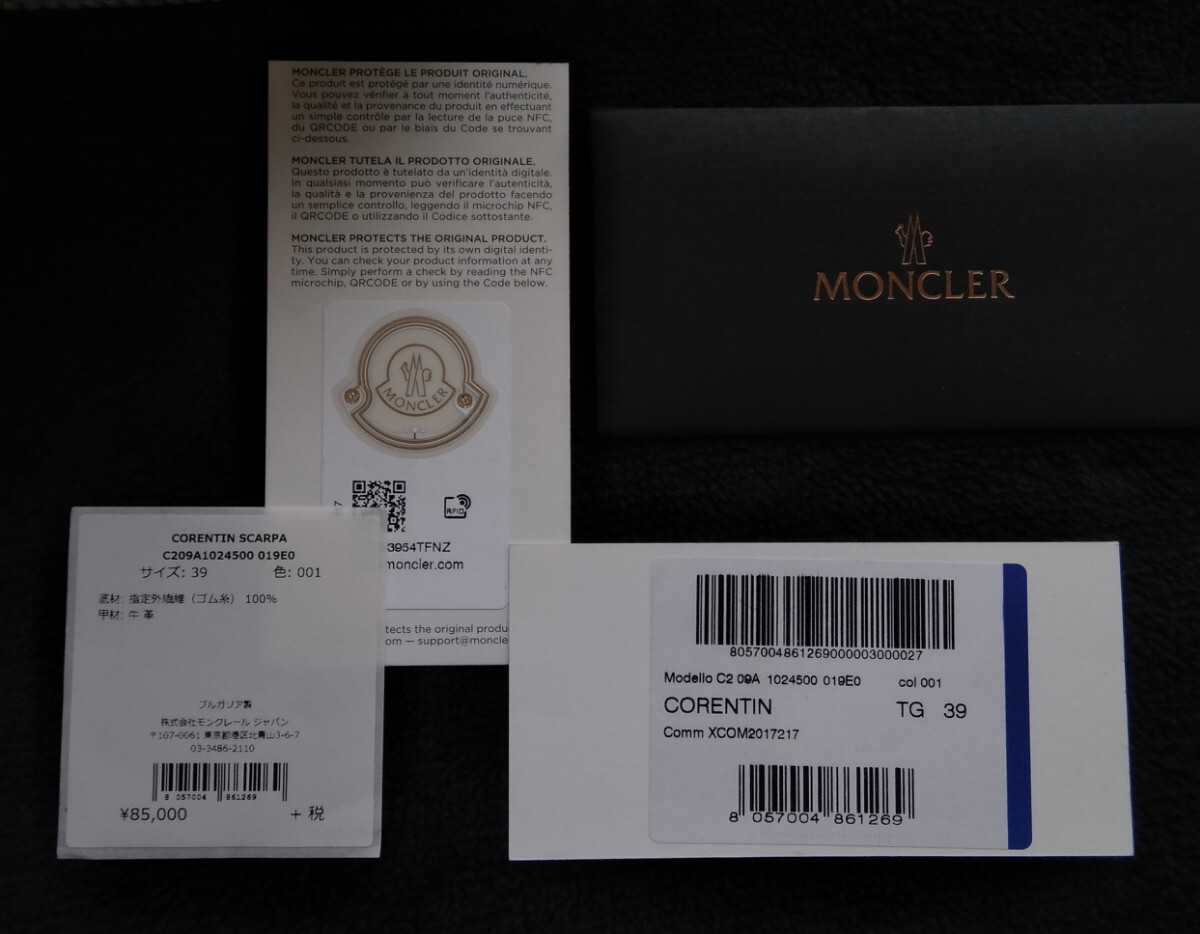 MONCLER PROTÈGE LE PRODUIT ORIGINAL.
Ce produit est protégé par une identité numérique.
Vous pouvez vérifier à tout moment l'authenticité,
la qualité et la provenance du produit en effectuant
un simple contrôle par la lecture de la puce NFC,
du QRCODE ou par le biais du Code se trouvant
ci-dessous.
MONCLER TUTELA IL PRODOTTO ORIGINALE.
Questo prodotto è tutelato da un'identità digitale.
In qualsiasi momento può verificare l'autenticità,
la qualità e la provenienza del prodotto facendo
un semplice controllo, leggendo il microchip NFC,
il QRCODE o utilizzando il Codice sottostante.
MONCLER PROTECTS THE ORIGINAL PRODUCT.
This product is protected by its own digital identi-
ty. You can check your product information at any
time. Simply perform a check by reading the NFC
microchip, QRCODE or by using the Code below.
MONCLER
RFID
3954TFNZ
moncler.com
tects the original produ
om — support@moncle
MONCLER
CORENTIN SCARPA
C209A1024500 019E0
サイズ: 39 色: 001
底材: 指定外繊維（ゴム糸） 100%
甲材: 牛革
ブルガリア製
株式会社モンクレール ジャパン
〒107-0061 東京都港区北青山3-6-7
03-3486-2110
8 057004 861269
¥85,000 + 税
8057004861269000003000027
Modello C2 09A 1024500 019E0 col 001
CORENTIN TG 39
Comm XCOM2017217
8 057004 861269